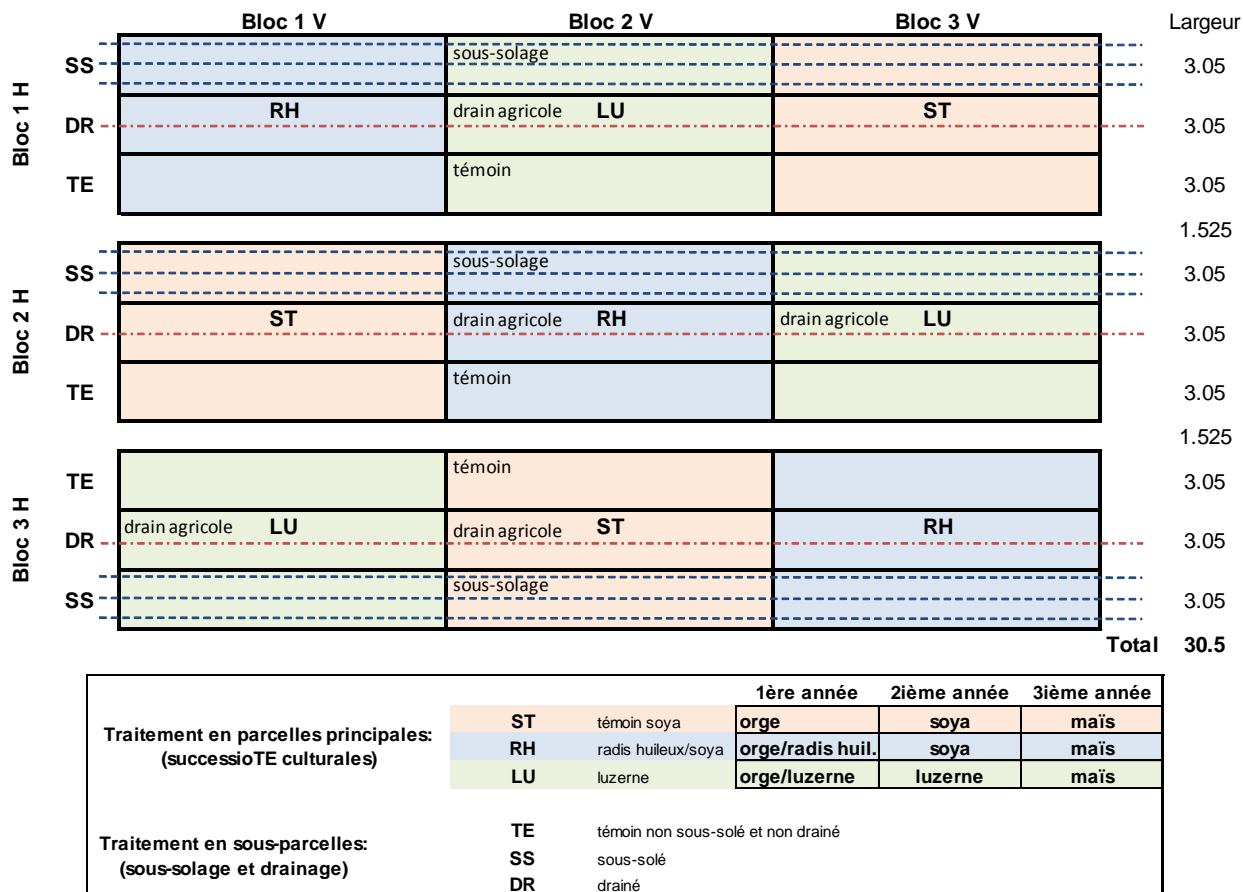 Bloc 1 V Bloc 2 V Bloc 3 V Largeur
Bloc 1 H
SS sous-solage 3.05
DR RH drain agricole LU ST 3.05
TE témoin 3.05
1.525
Bloc 2 H
SS sous-solage 3.05
DR ST drain agricole RH drain agricole LU 3.05
TE témoin 3.05
1.525
Bloc 3 H
TE témoin 3.05
DR drain agricole LU drain agricole ST RH 3.05
SS sous-solage 3.05
Total 30.5
1ère année 2ième année 3ième année
Traitement en parcelles principales:
(successioTE culturales)
ST témoin soya orge soya maïs
RH radis huileux/soya orge/radis huil. soya maïs
LU luzerne orge/luzerne luzerne maïs
Traitement en sous-parcelles:
(sous-solage et drainage)
TE témoin non sous-solé et non drainé
SS sous-solé
DR drainé